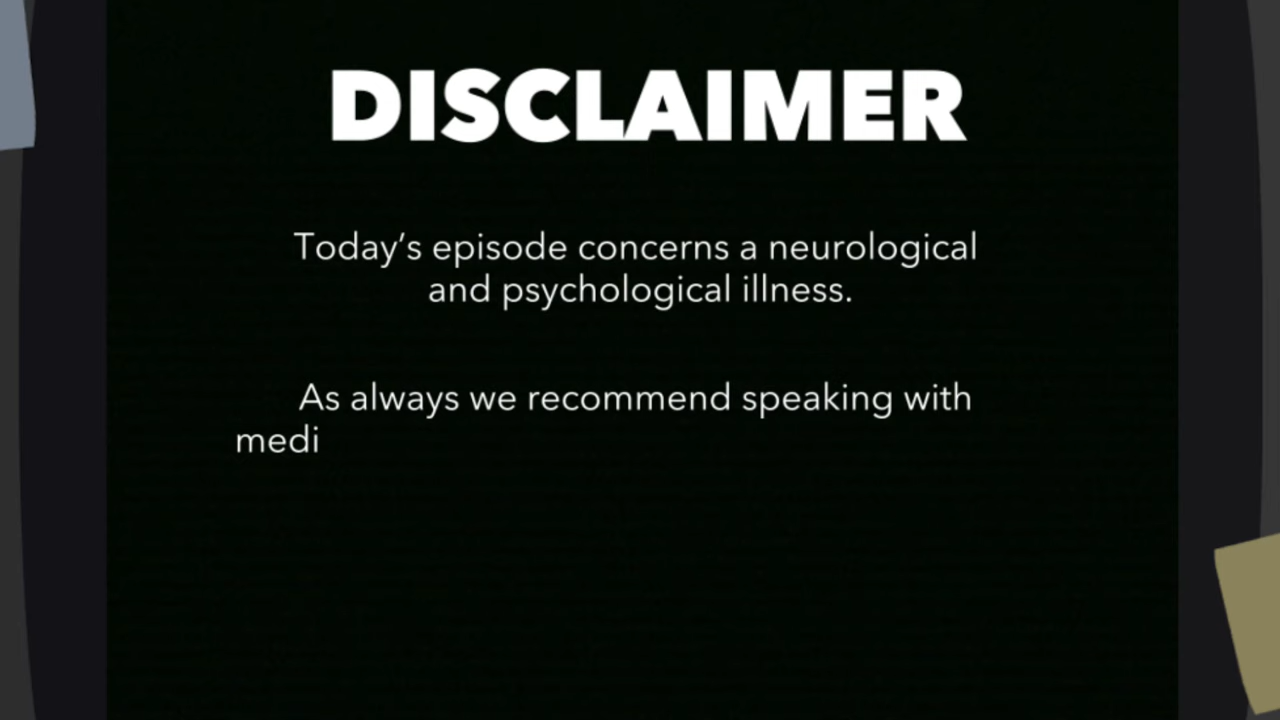 DISCLAIMER
Today’s episode concerns a neurological
and psychological illness.
As always we recommend speaking with
medi